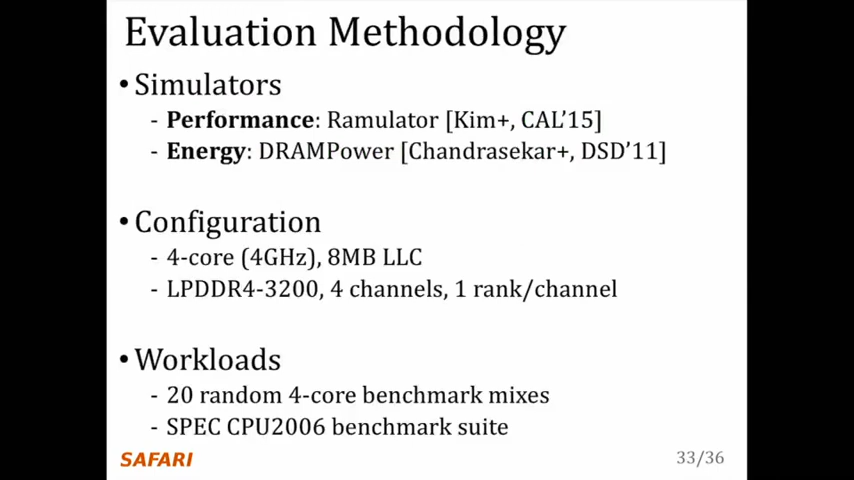 Evaluation Methodology
• Simulators
- Performance: Ramulator [Kim+, CAL’15]
- Energy: DRAMPower [Chandrasekar+, DSD’11]
• Configuration
- 4-core (4GHz), 8MB LLC
- LPDDR4-3200, 4 channels, 1 rank/channel
• Workloads
- 20 random 4-core benchmark mixes
- SPEC CPU2006 benchmark suite
SAFARI
33/36